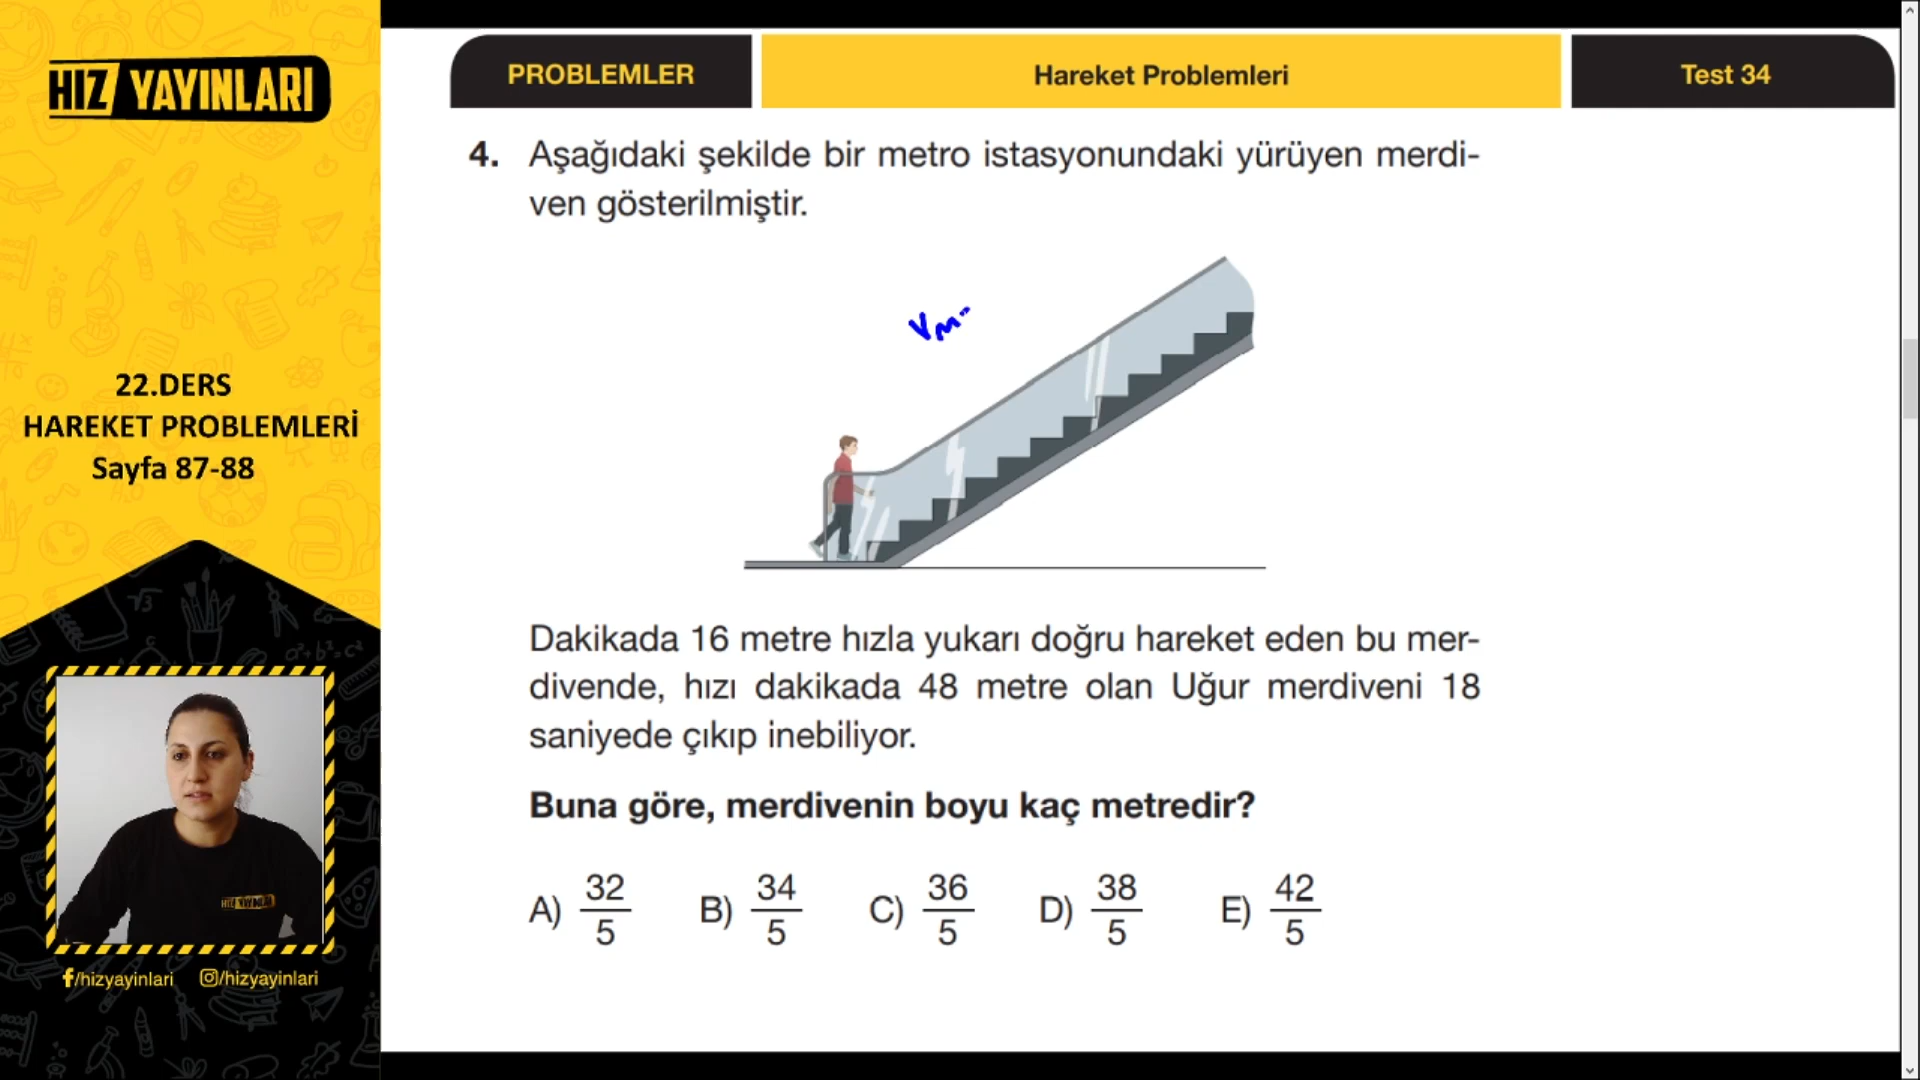 HIZ YAYINLARI
22.DERS
HAREKET PROBLEMLERİ
Sayfa 87-88
/hizyayinlari /hizyayinlari
PROBLEMLER
Hareket Problemleri
Test 34
4. Aşağıdaki şekilde bir metro istasyonundaki yürüyen merdi-
ven gösterilmiştir.
Vm
Dakikada 16 metre hızla yukarı doğru hareket eden bu mer-
divende, hızı dakikada 48 metre olan Uğur merdiveni 18
saniyede çıkıp inebiliyor.
Buna göre, merdivenin boyu kaç metredir?
A) 32/5 B) 34/5 C) 36/5 D) 38/5 E) 42/5